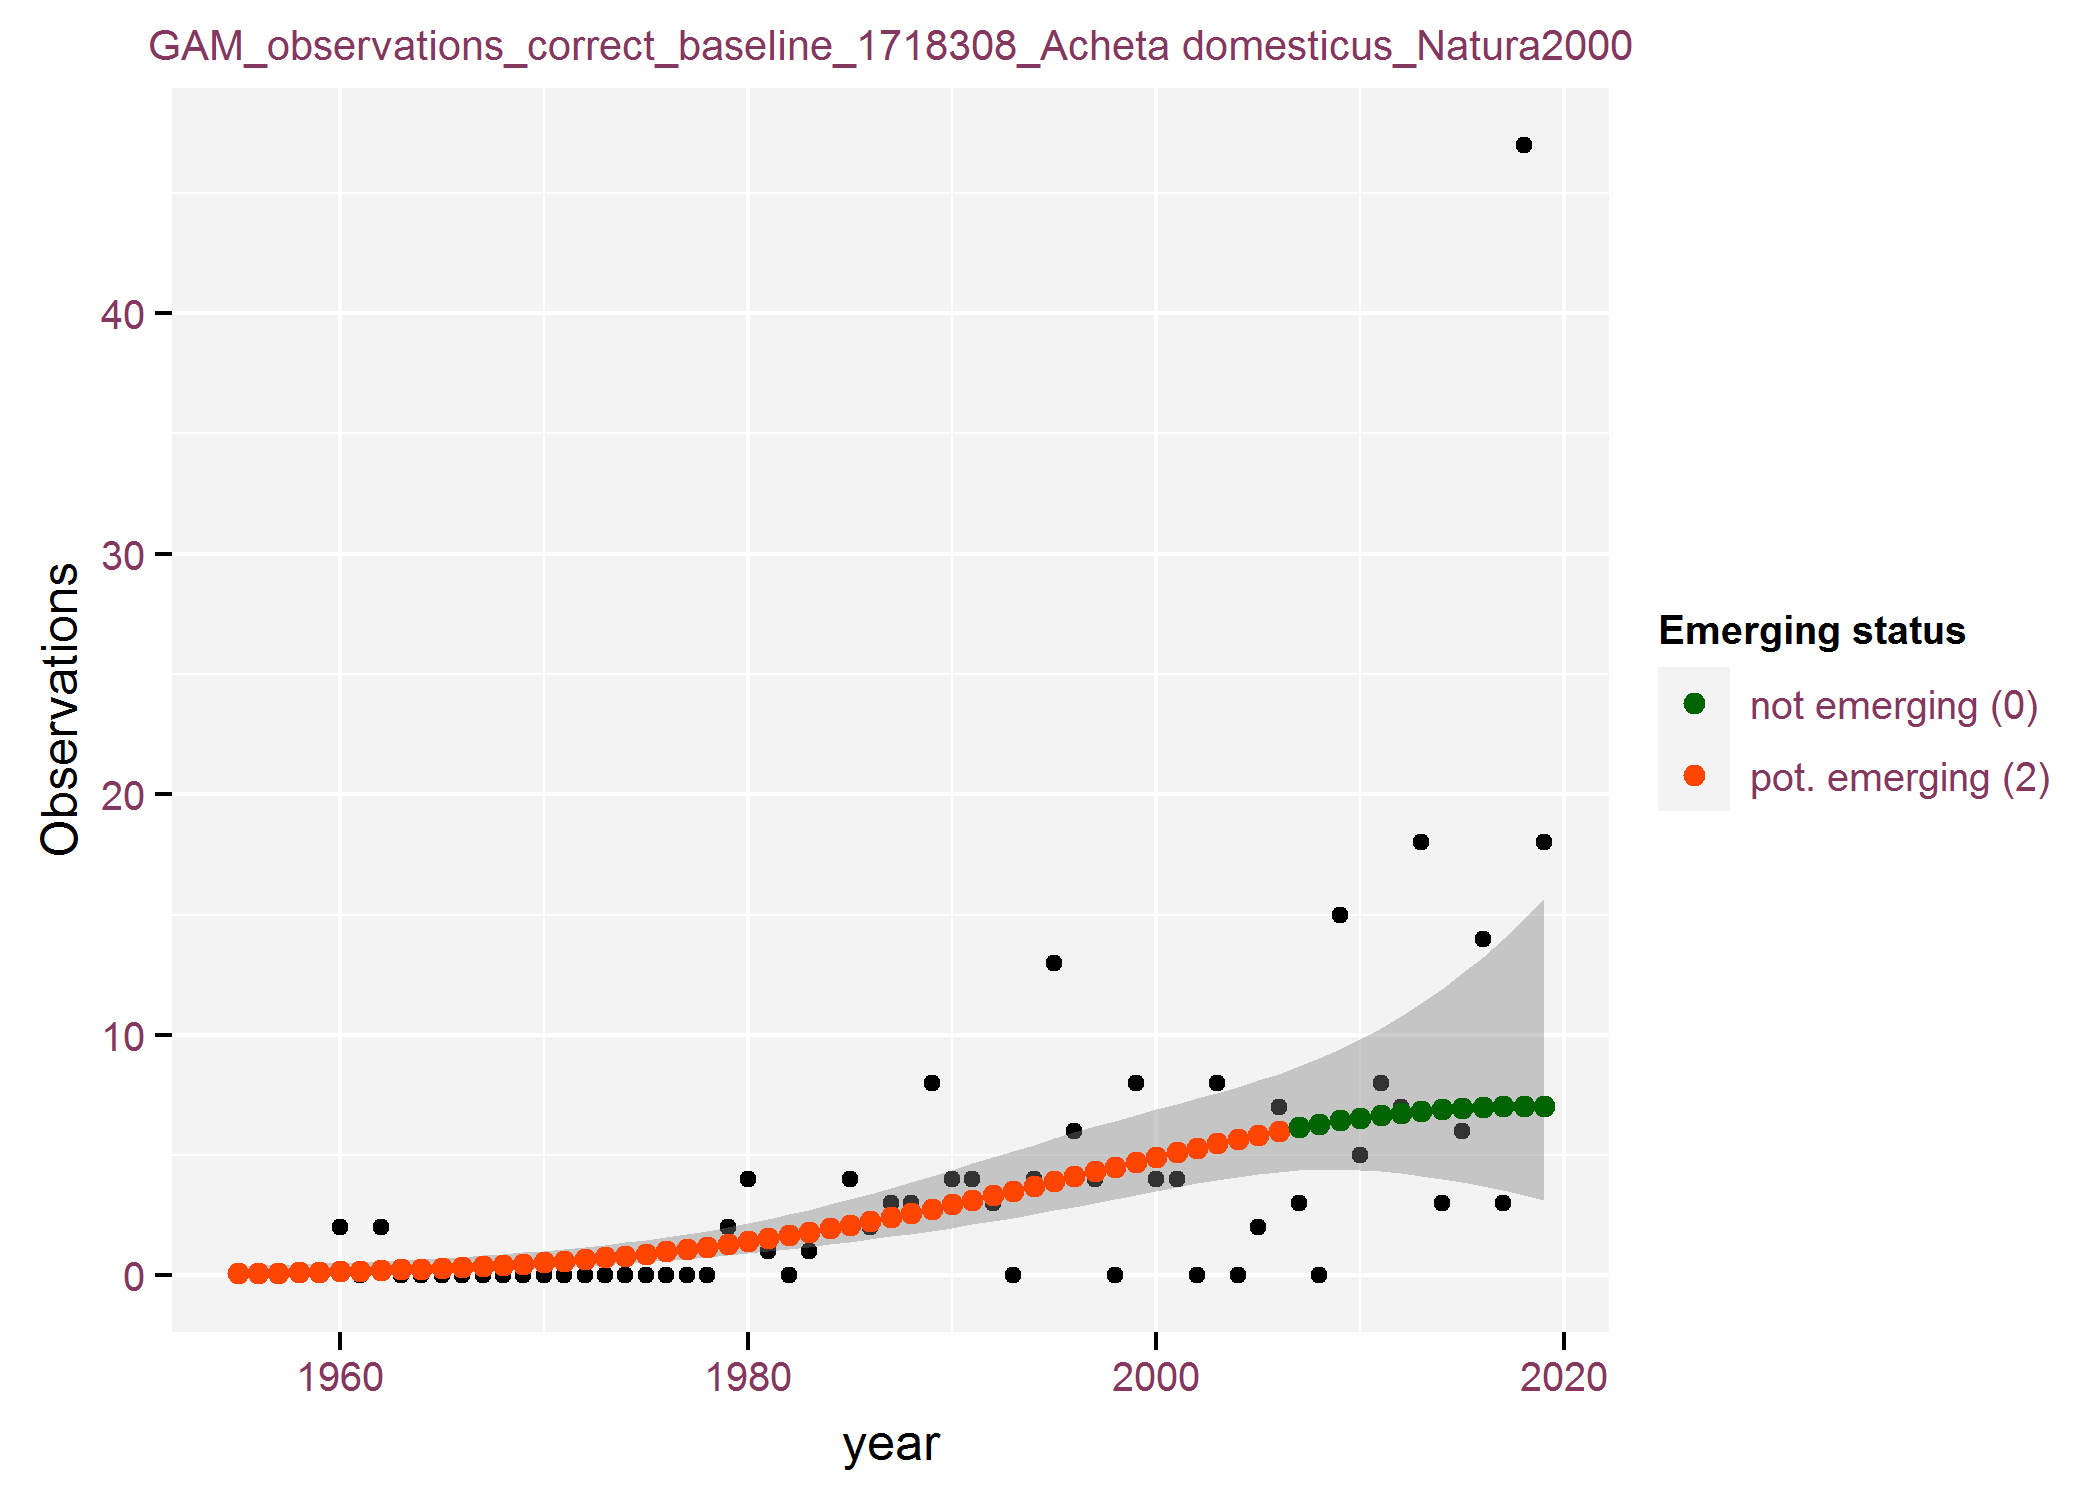 GAM_observations_correct_baseline_1718308_Acheta domesticus_Natura2000
Observations
40
30
20
10
0
1960
1980
2000
2020
year
Emerging status
not emerging (0)
pot. emerging (2)